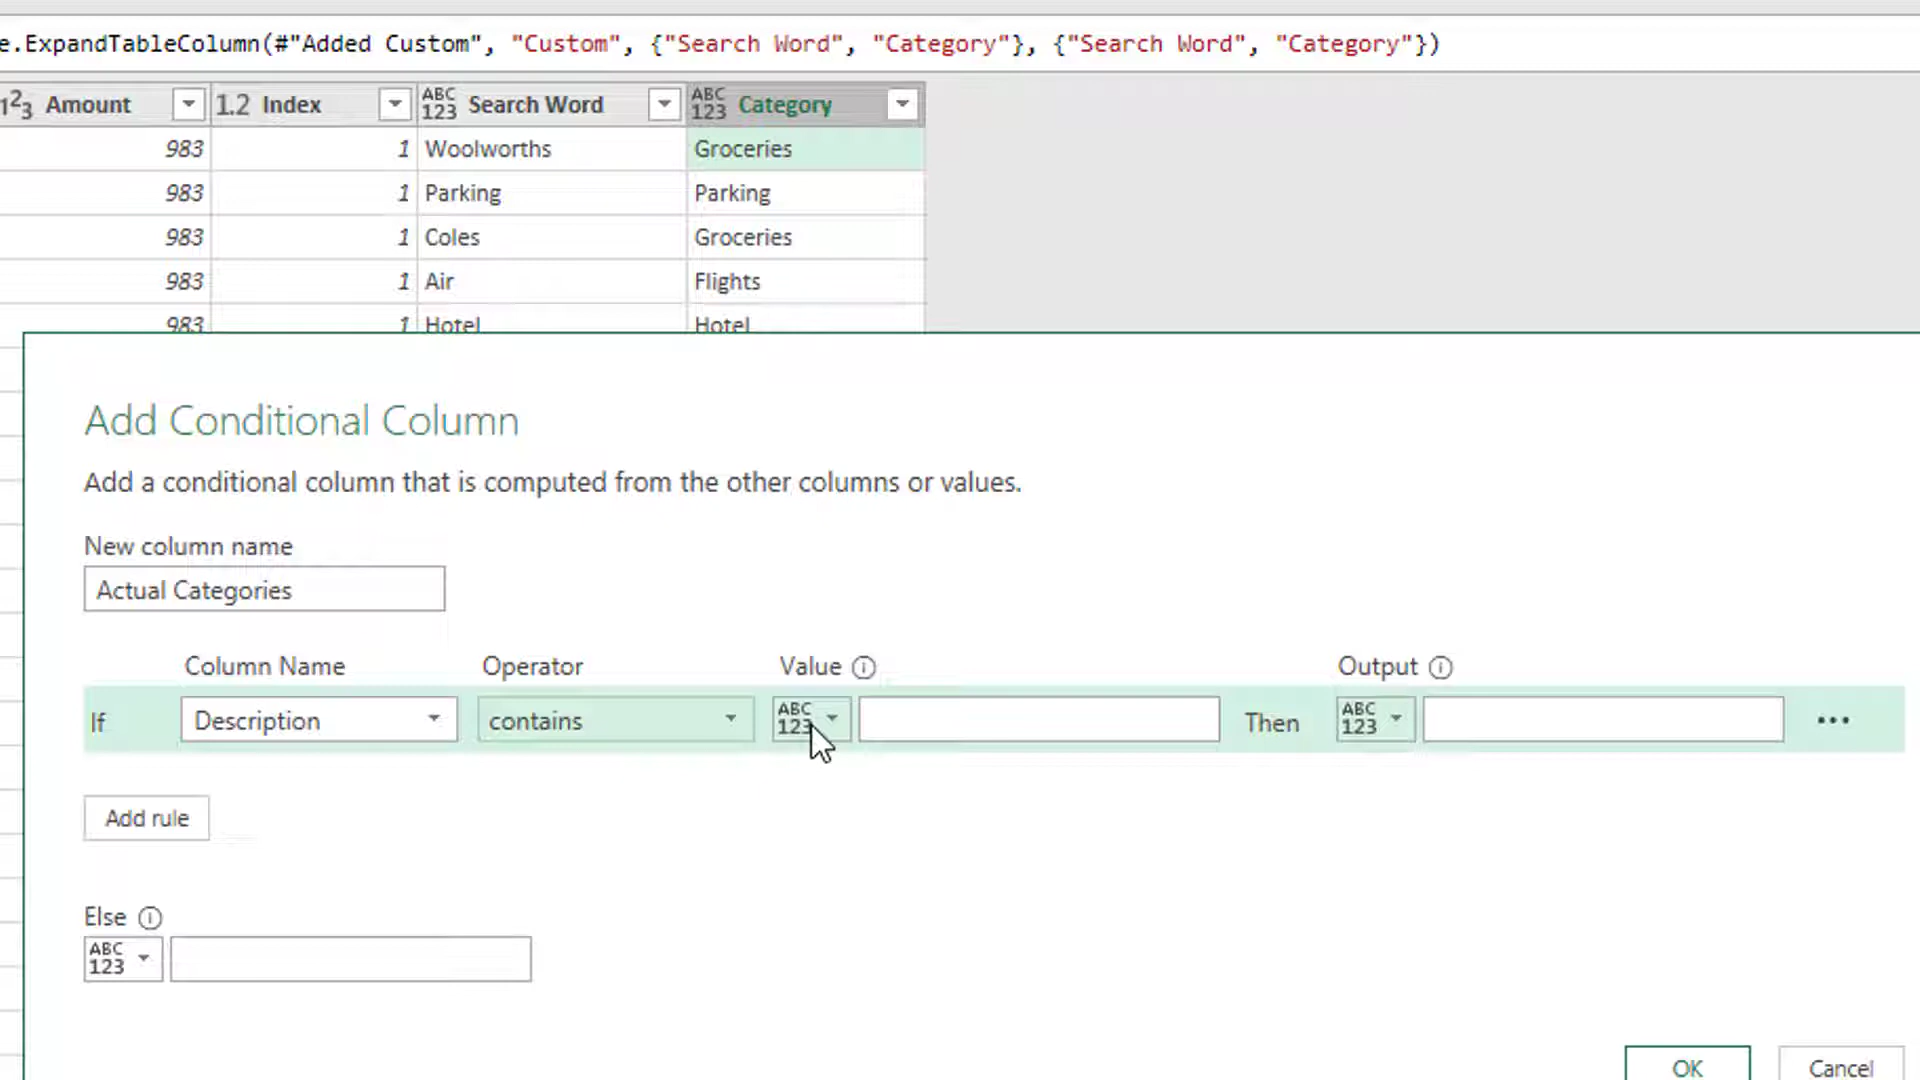 e.ExpandTableColumn(#"Added Custom", "Custom", {"Search Word", "Category"}, {"Search Word", "Category"})
1²3 Amount 1.2 Index ABC 123 Search Word ABC 123 Category
983 1 Woolworths Groceries
983 1 Parking Parking
983 1 Coles Groceries
983 1 Air Flights
983 1 Hotel Hotel
Add Conditional Column
Add a conditional column that is computed from the other columns or values.
New column name
Actual Categories
Column Name Operator Value Output
If Description contains ABC 123 Then ABC 123 •••
Add rule
Else
ABC 123
OK Cancel